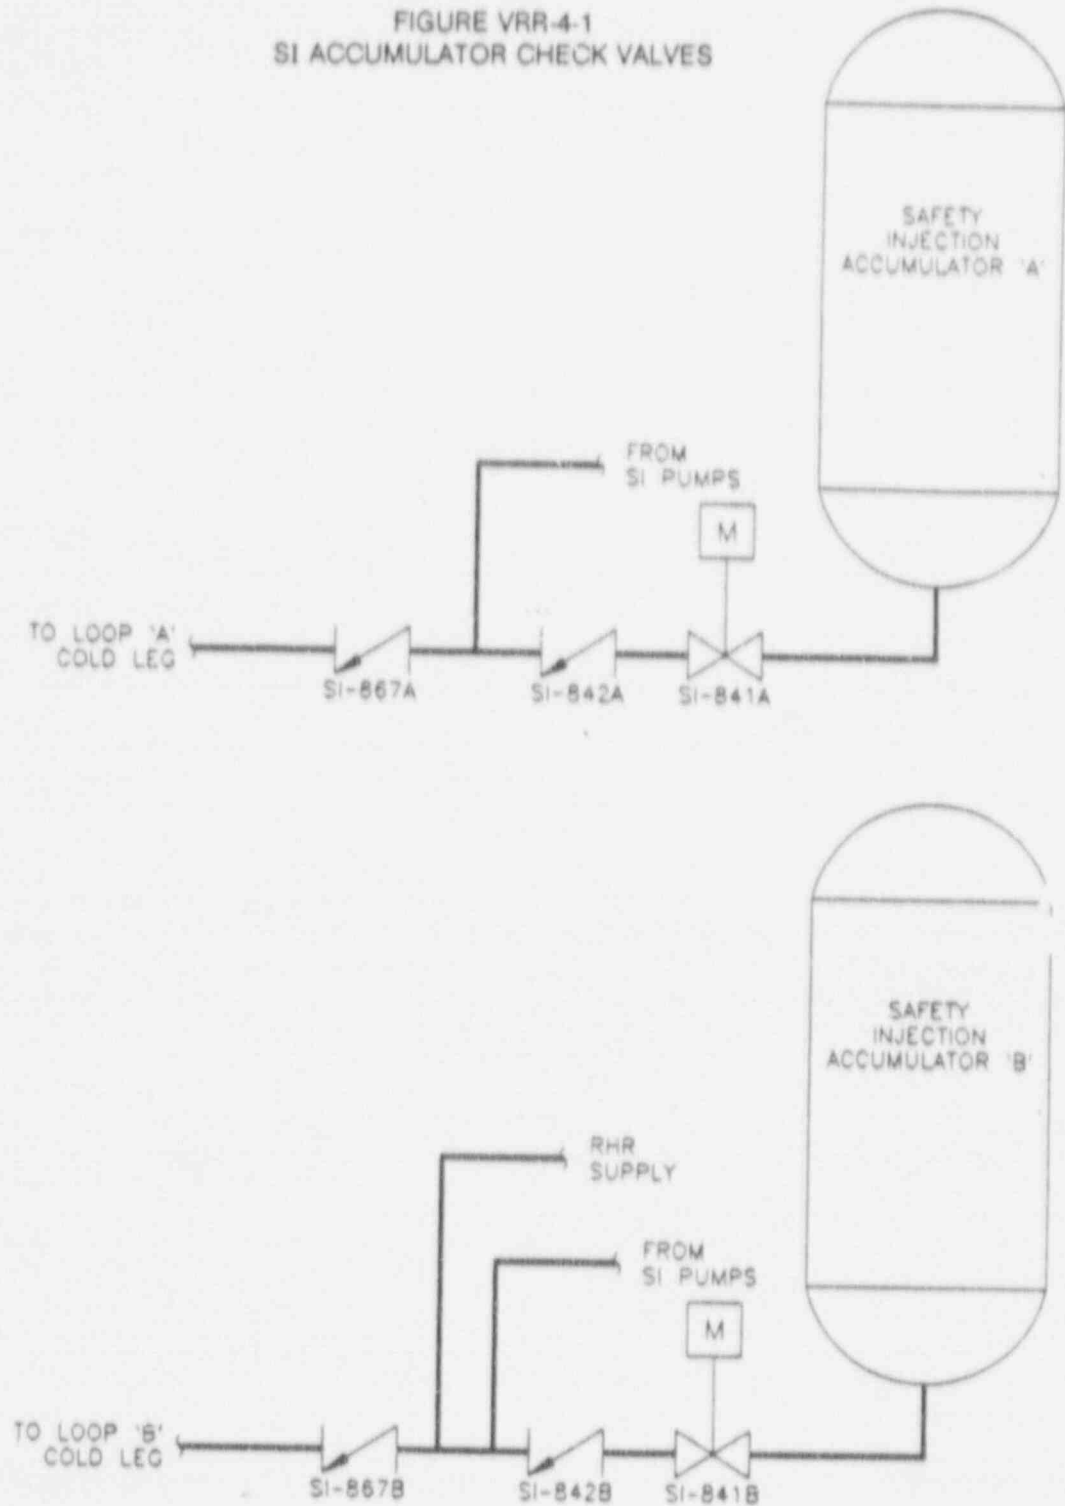 FIGURE VRR-4-1
SI ACCUMULATOR CHECK VALVES
SAFETY
INJECTION
ACCUMULATOR 'A'
FROM
SI PUMPS
M
TO LOOP 'A'
COLD LEG
SI-867A
SI-842A
SI-841A
SAFETY
INJECTION
ACCUMULATOR 'B'
RHR
SUPPLY
FROM
SI PUMPS
M
TO LOOP 'B'
COLD LEG
SI-867B
SI-842B
SI-841B